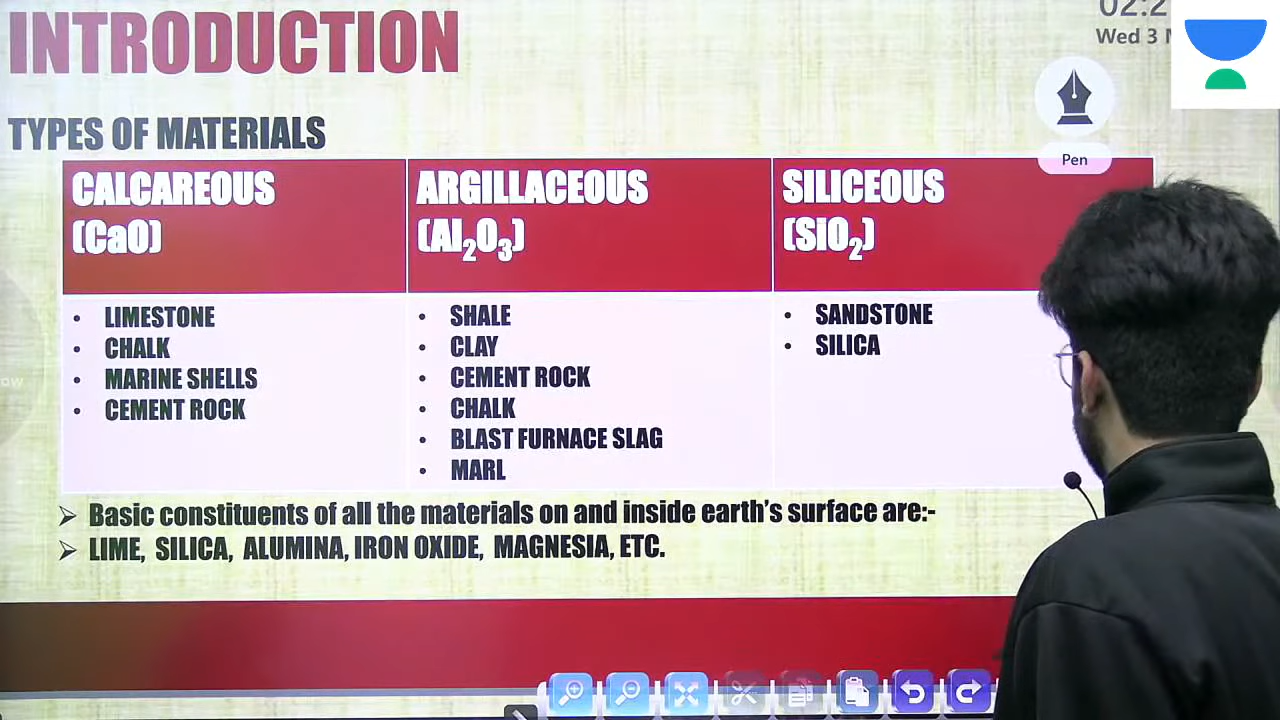 INTRODUCTION
02:2
Wed 3
Pen
TYPES OF MATERIALS
CALCAREOUS
(CaO)
ARGILLACEOUS
(Al₂O₃)
SILICEOUS
(SiO₂)
• LIMESTONE
• CHALK
• MARINE SHELLS
• CEMENT ROCK
• SHALE
• CLAY
• CEMENT ROCK
• CHALK
• BLAST FURNACE SLAG
• MARL
• SANDSTONE
• SILICA
➢ Basic constituents of all the materials on and inside earth's surface are:-
➢ LIME, SILICA, ALUMINA, IRON OXIDE, MAGNESIA, ETC.